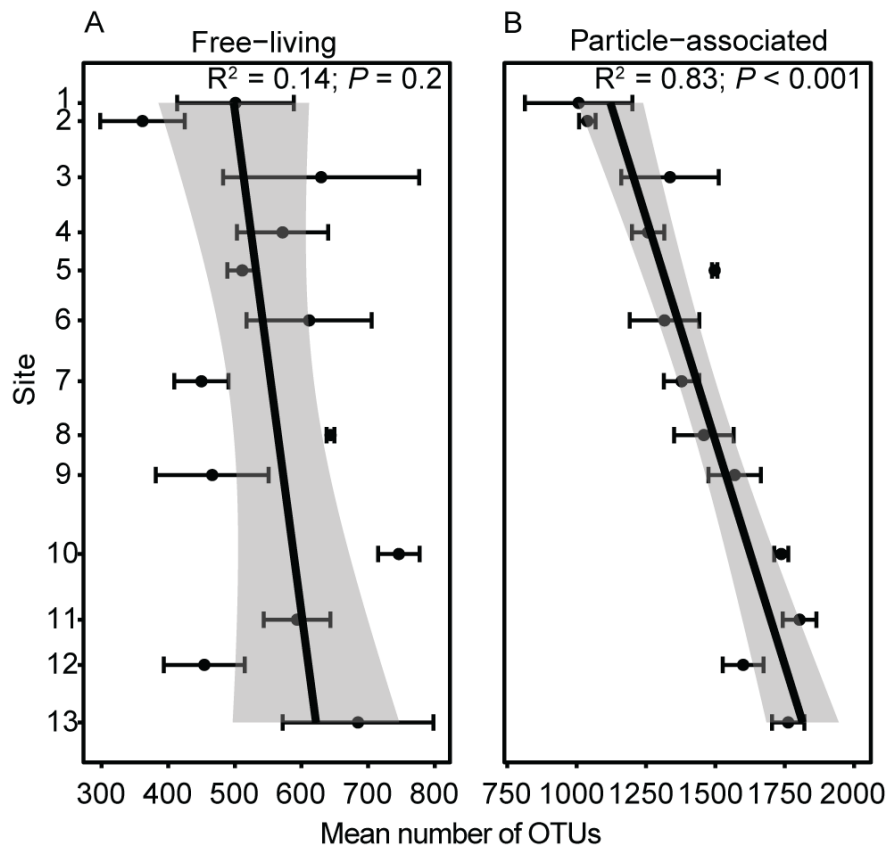 A
Free−living
R² = 0.14; P = 0.2
B
Particle−associated
R² = 0.83; P < 0.001
Site
1
2
3
4
5
6
7
8
9
10
11
12
13
300 400 500 600 700 800
750 1000 1250 1500 1750 2000
Mean number of OTUs